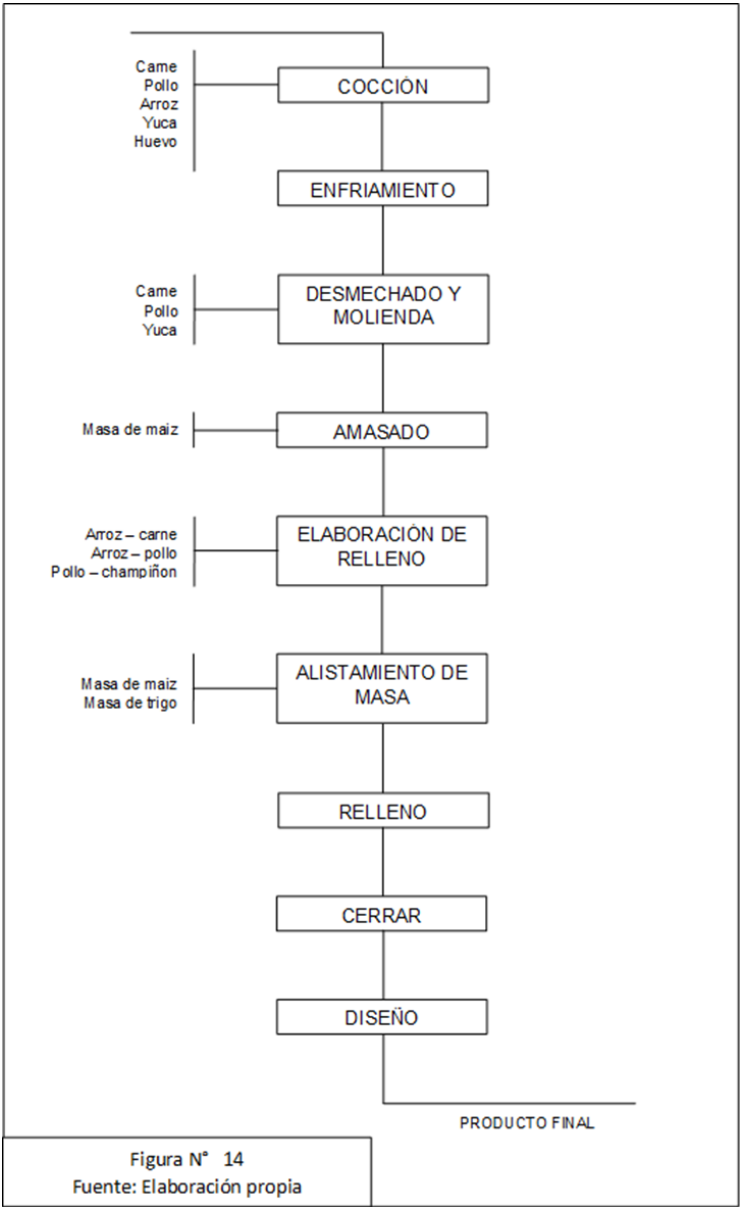 Carne
Pollo
Arroz
Yuca
Huevo
COCCIÓN
ENFRIAMIENTO
Carne
Pollo
Yuca
DESMECHADO Y
MOLIENDA
Masa de maiz
AMASADO
Arroz – carne
Arroz – pollo
Pollo – champiñon
ELABORACIÓN DE
RELLENO
Masa de maiz
Masa de trigo
ALISTAMIENTO DE
MASA
RELLENO
CERRAR
DISEÑO
PRODUCTO FINAL
Figura N° 14
Fuente: Elaboración propia